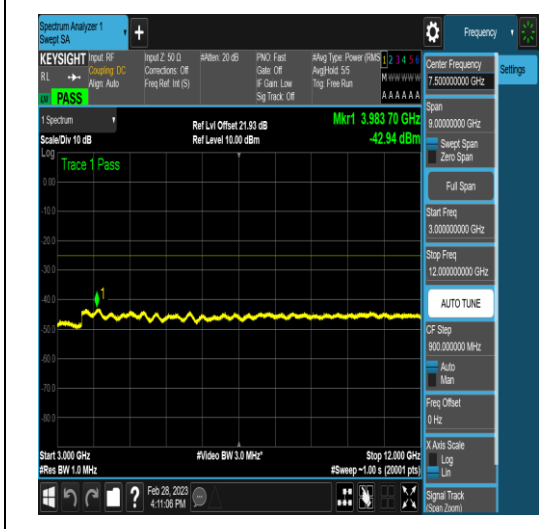 Spectrum Analyzer 1
Swept SA
Frequency
KEYSIGHT
RL
PASS
Input: RF
Coupling: DC
Align: Auto
Input Z: 50 Ω
Corrections: Off
Freq Ref: Int (S)
#Atten: 20 dB
PNO: Fast
Gate: Off
IF Gain: Low
Sig Track: Off
#Avg Type: Power (RMS
Avg|Hold: 5/5
Trig: Free Run
1 2 3 4 5 6
M W W W W W
A A A A A A
1 Spectrum
Scale/Div 10 dB
Ref Lvl Offset 21.93 dB
Ref Level 10.00 dBm
Mkr1 3.983 70 GHz
-42.94 dBm
Log
Trace 1 Pass
0.00
-10.0
-20.0
-30.0
-40.0
-50.0
-60.0
-70.0
-80.0
1
Start 3.000 GHz
#Res BW 1.0 MHz
#Video BW 3.0 MHz*
Stop 12.000 GHz
#Sweep ~1.00 s (20001 pts)
Feb 28, 2023
4:11:06 PM
Center Frequency
7.500000000 GHz
Settings
Span
9.00000000 GHz
Swept Span
Zero Span
Full Span
Start Freq
3.000000000 GHz
Stop Freq
12.000000000 GHz
AUTO TUNE
CF Step
900.000000 MHz
Auto
Man
Freq Offset
0 Hz
X Axis Scale
Log
Lin
Signal Track
(Span Zoom)